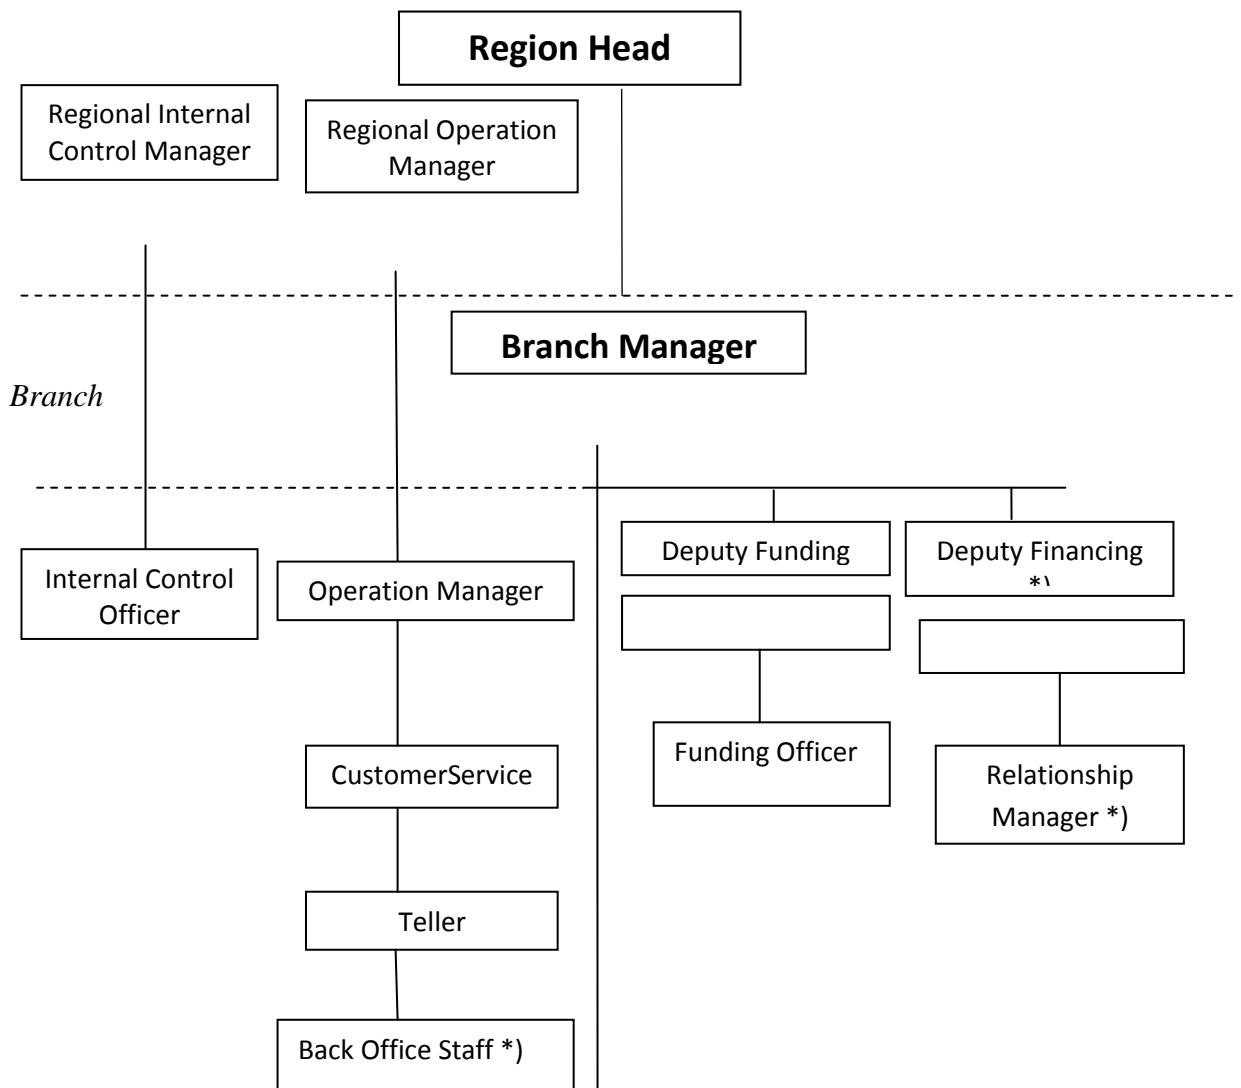 Region Head
Regional Internal
Control Manager
Regional Operation
Manager
Branch Manager
Branch
Deputy Funding
Deputy Financing
*)
Internal Control
Officer
Operation Manager
Funding Officer
CustomerService
Relationship
Manager *)
Teller
Back Office Staff *)